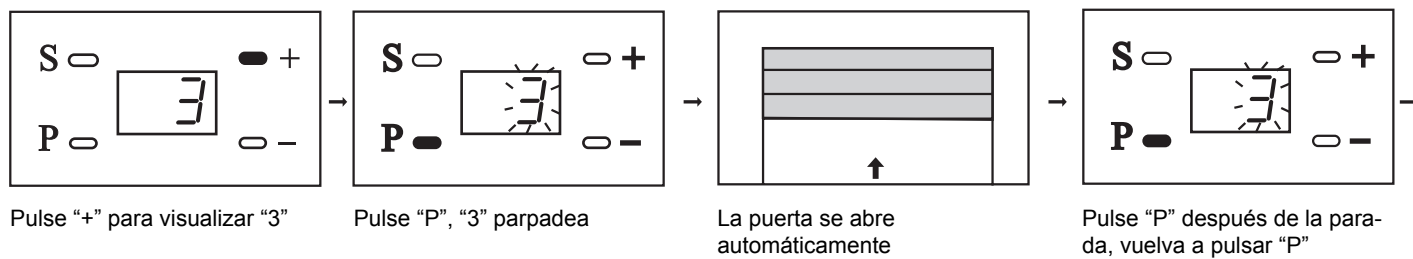 S + 3 P –
S + 3 P –
S + 3 P –
Pulse “+” para visualizar “3”
Pulse “P”, “3” parpadea
La puerta se abre
automáticamente
Pulse “P” después de la para-
da, vuelva a pulsar “P”